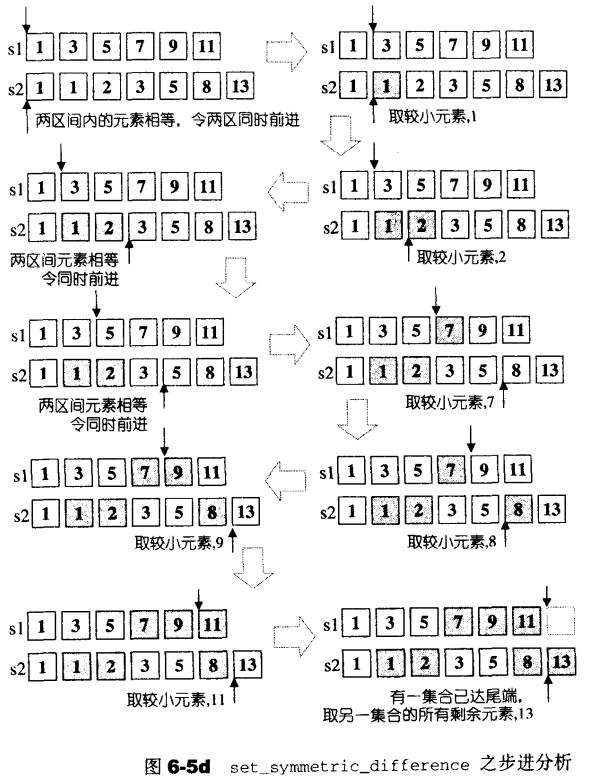 s1 1 3 5 7 9 11
s2 1 1 2 3 5 8 13
两区间内的元素相等，令两区同时前进
s1 1 3 5 7 9 11
s2 1 1 2 3 5 8 13
取较小元素,1
s1 1 3 5 7 9 11
s2 1 1 2 3 5 8 13
取较小元素,2
s1 1 3 5 7 9 11
s2 1 1 2 3 5 8 13
两区间元素相等
令同时前进
s1 1 3 5 7 9 11
s2 1 1 2 3 5 8 13
两区间元素相等
令同时前进
s1 1 3 5 7 9 11
s2 1 1 2 3 5 8 13
取较小元素,7
s1 1 3 5 7 9 11
s2 1 1 2 3 5 8 13
取较小元素,8
s1 1 3 5 7 9 11
s2 1 1 2 3 5 8 13
取较小元素,9
s1 1 3 5 7 9 11
s2 1 1 2 3 5 8 13
取较小元素,11
s1 1 3 5 7 9 11
s2 1 1 2 3 5 8 13
有一集合已达尾端,
取另一集合的所有剩余元素,13
图 6-5d set_symmetric_difference 之步进分析